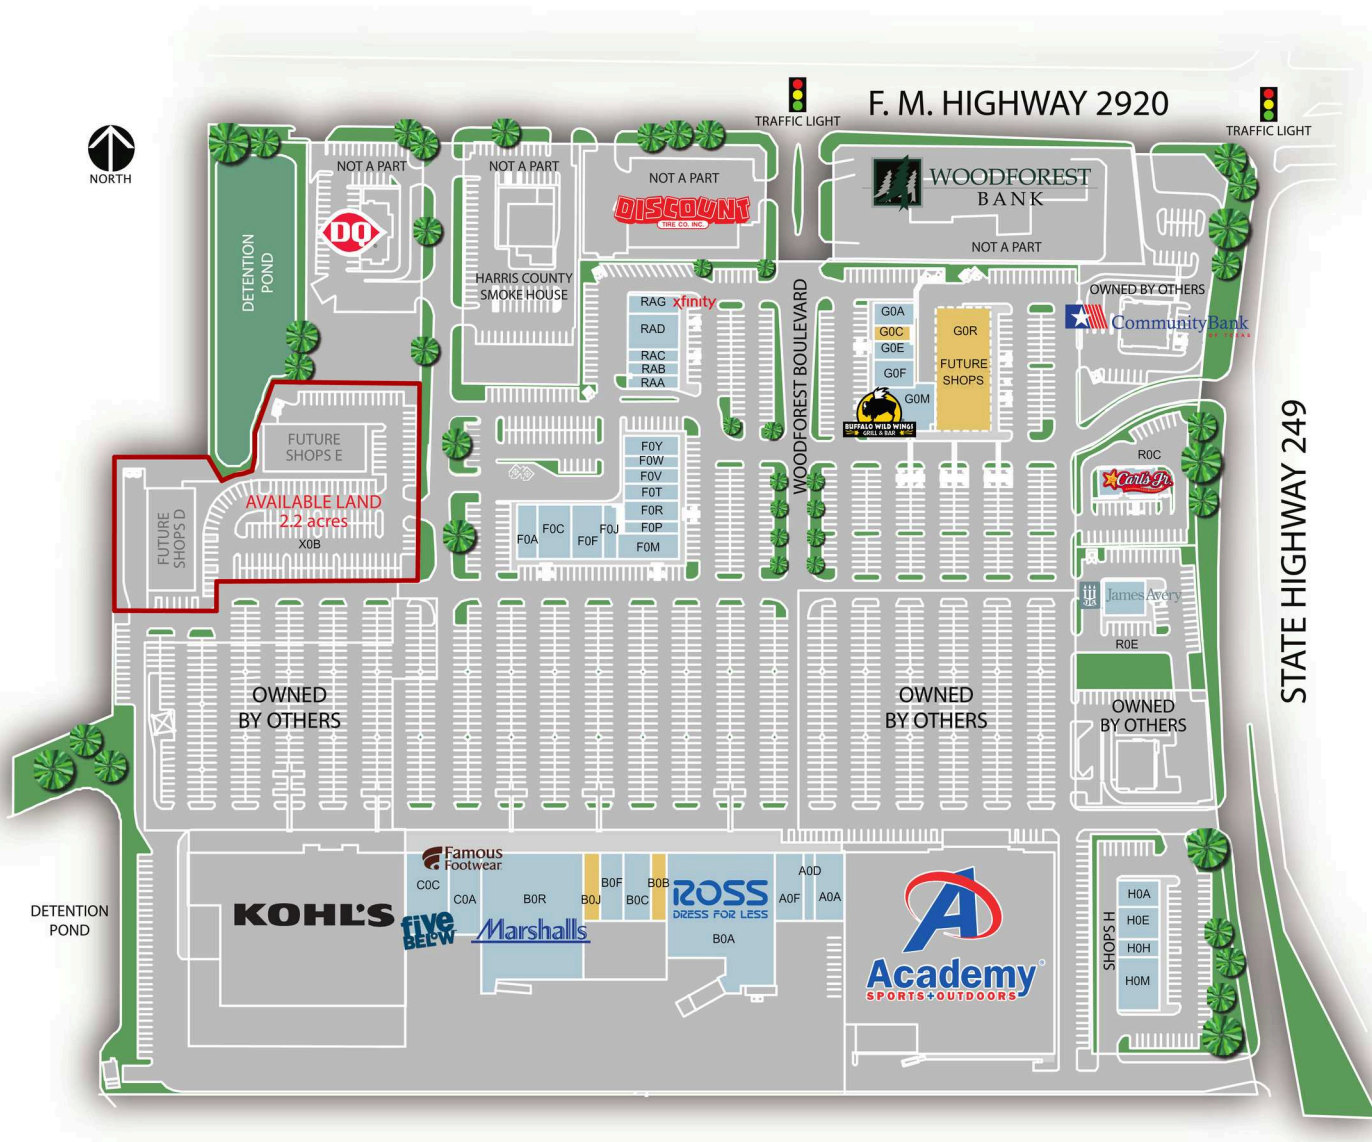 F. M. HIGHWAY 2920
TRAFFIC LIGHT
TRAFFIC LIGHT
NORTH
NOT A PART
DQ
NOT A PART
HARRIS COUNTY
SMOKE HOUSE
NOT A PART
DISCOUNT
TIRE CO. INC.
WOODFOREST
BANK
NOT A PART
DETENTION
POND
OWNED BY OTHERS
CommunityBank
OF TEXAS
RAG
xfinity
RAD
RAC
RAB
RAA
WOODFOREST BOULEVARD
G0A
G0C
G0E
G0F
G0M
G0R
FUTURE
SHOPS
BUFFALO WILD WINGS
GRILL & BAR
STATE HIGHWAY 249
R0C
Carl's Jr.
FUTURE
SHOPS E
FUTURE
SHOPS D
AVAILABLE LAND
2.2 acres
X0B
F0Y
F0W
F0V
F0T
F0R
F0P
F0M
F0A
F0C
F0F
F0J
James Avery
R0E
OWNED
BY OTHERS
OWNED
BY OTHERS
OWNED
BY OTHERS
DETENTION
POND
KOHL'S
Famous
Footwear
C0C
five
BELOW
C0A
B0R
Marshalls
B0J
B0F
B0C
B0B
ROSS
DRESS FOR LESS
B0A
A0F
A0D
A0A
Academy
SPORTS+OUTDOORS
SHOPS H
H0A
H0E
H0H
H0M